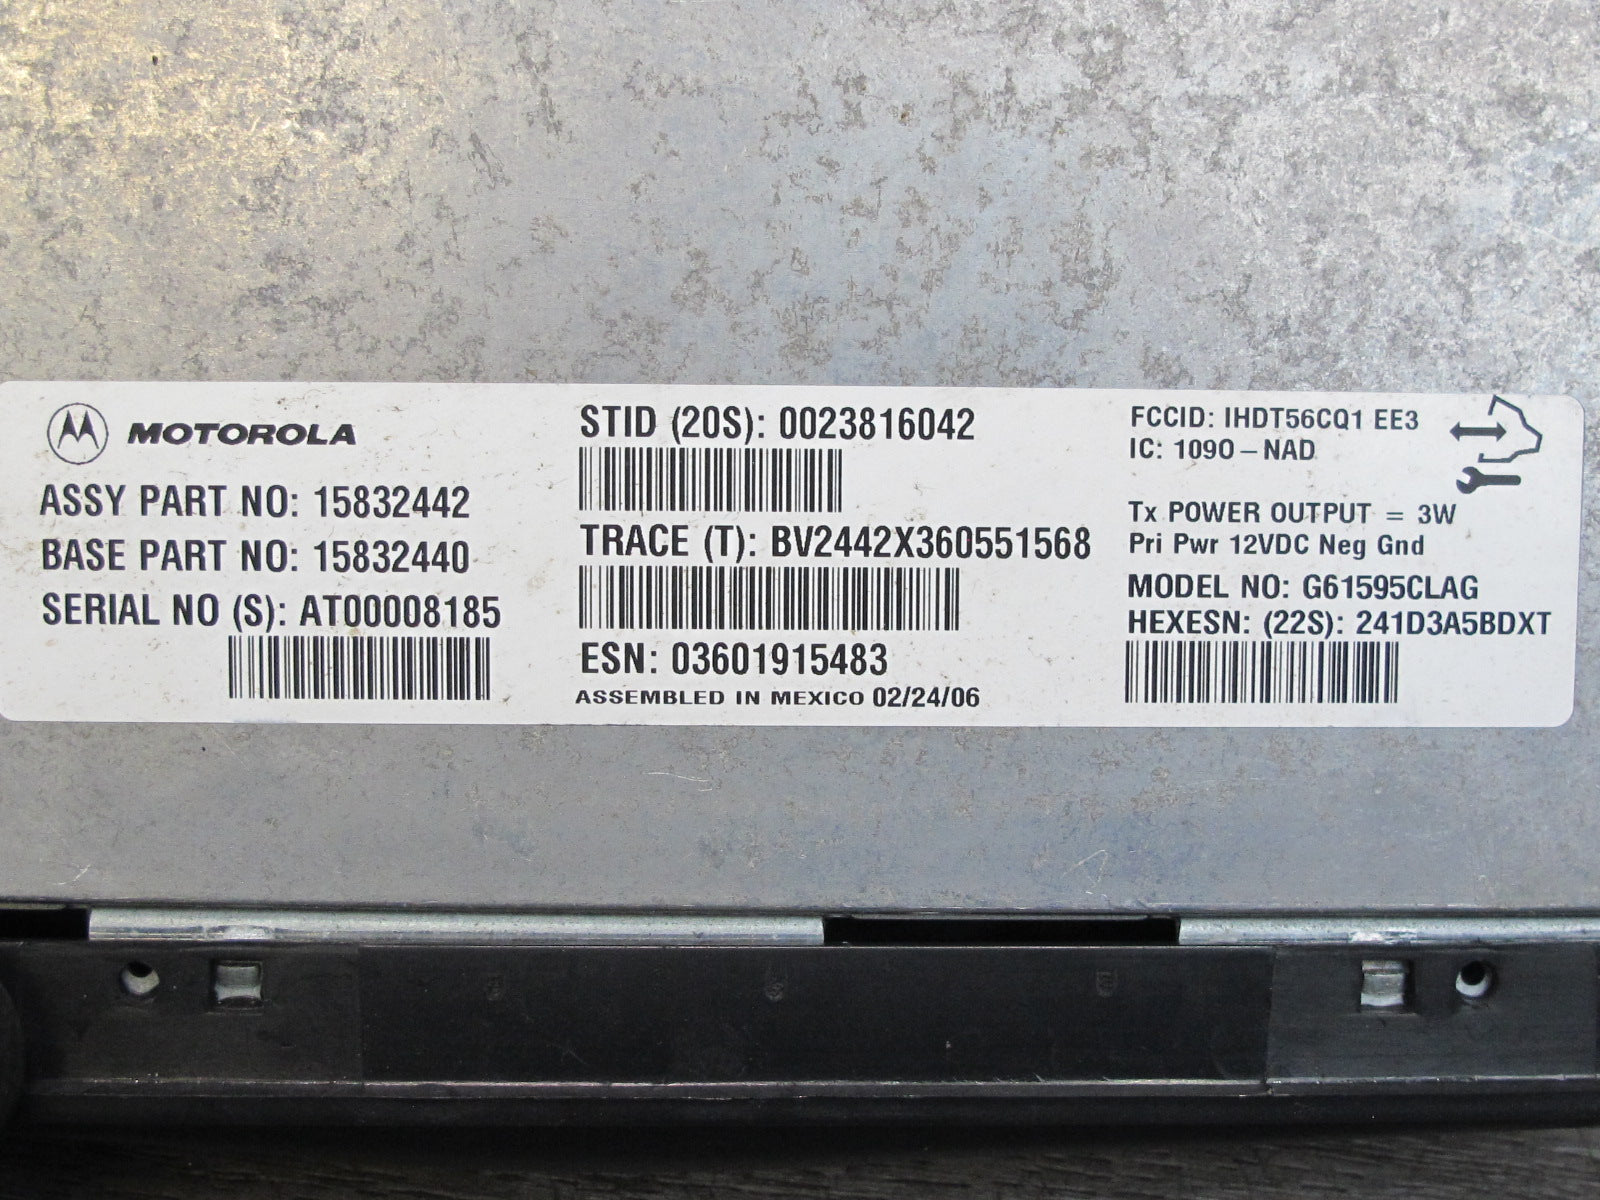 MOTOROLA
ASSY PART NO: 15832442
BASE PART NO: 15832440
SERIAL NO (S): AT00008185
STID (20S): 0023816042
TRACE (T): BV2442X360551568
ESN: 03601915483
ASSEMBLED IN MEXICO 02/24/06
FCCID: IHDT56CQ1 EE3
IC: 109O – NAD
Tx POWER OUTPUT = 3W
Pri Pwr 12VDC Neg Gnd
MODEL NO: G61595CLAG
HEXESN: (22S): 241D3A5BDXT